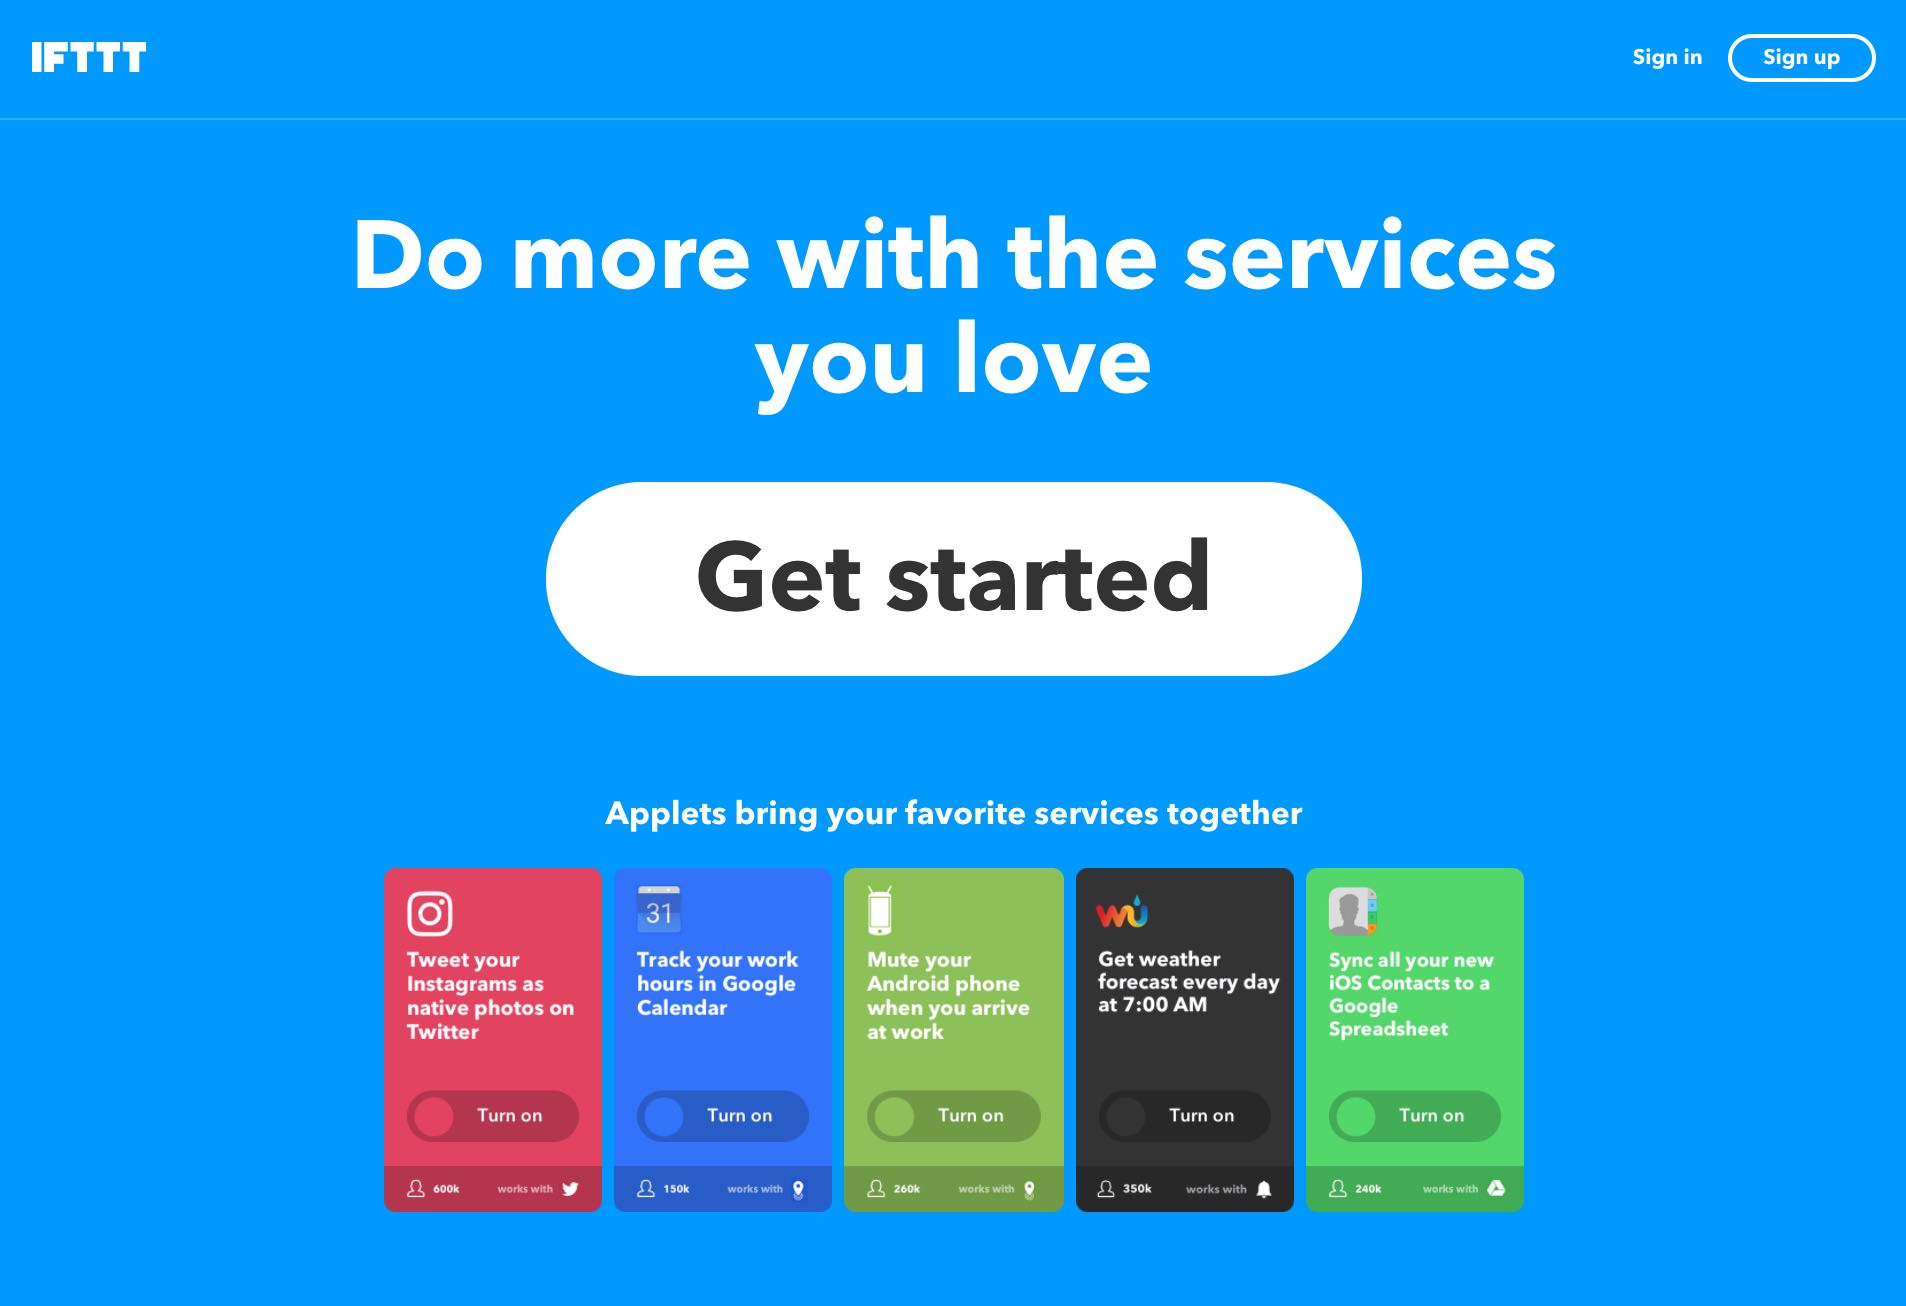 IFTTT
Sign in
Sign up
Do more with the services
you love
Get started
Applets bring your favorite services together
Tweet your
Instagrams as
native photos on
Twitter
Turn on
600k
works with
31
Track your work
hours in Google
Calendar
Turn on
150k
works with
Mute your
Android phone
when you arrive
at work
Turn on
260k
works with
wu
Get weather
forecast every day
at 7:00 AM
Turn on
350k
works with
Sync all your new
iOS Contacts to a
Google
Spreadsheet
Turn on
240k
works with